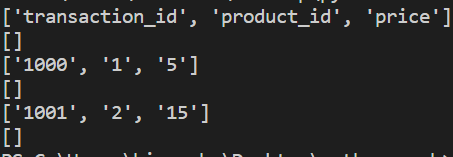 ['transaction_id', 'product_id', 'price']
[]
['1000', '1', '5']
[]
['1001', '2', '15']
[]